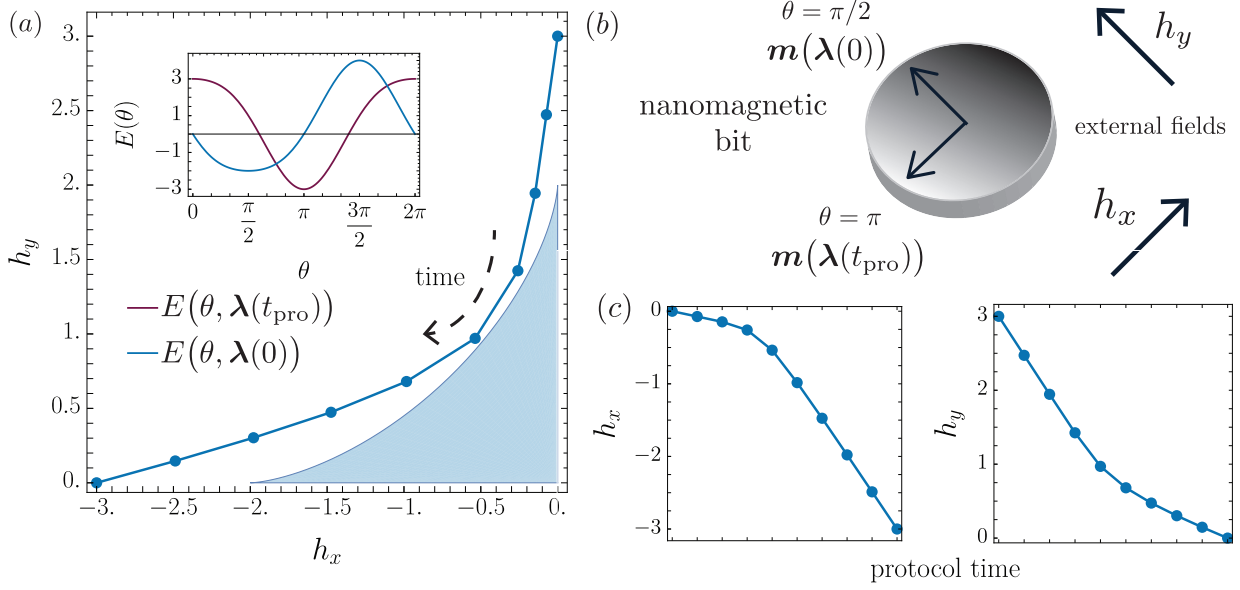 (a)
3.
2.5
2.
1.5
1.0
0.5
0.
h_y
−3.
−2.5
−2.
−1.5
−1.
−0.5
0.
h_x
E(θ)
3
1
−1
−3
0
π/2
π
3π/2
2π
θ
time
E(θ, λ(t_pro))
E(θ, λ(0))
(b)
θ = π/2
m(λ(0))
nanomagnetic
bit
θ = π
m(λ(t_pro))
h_y
external fields
h_x
(c)
0
−1
−2
−3
h_x
3
2
1
0
h_y
protocol time